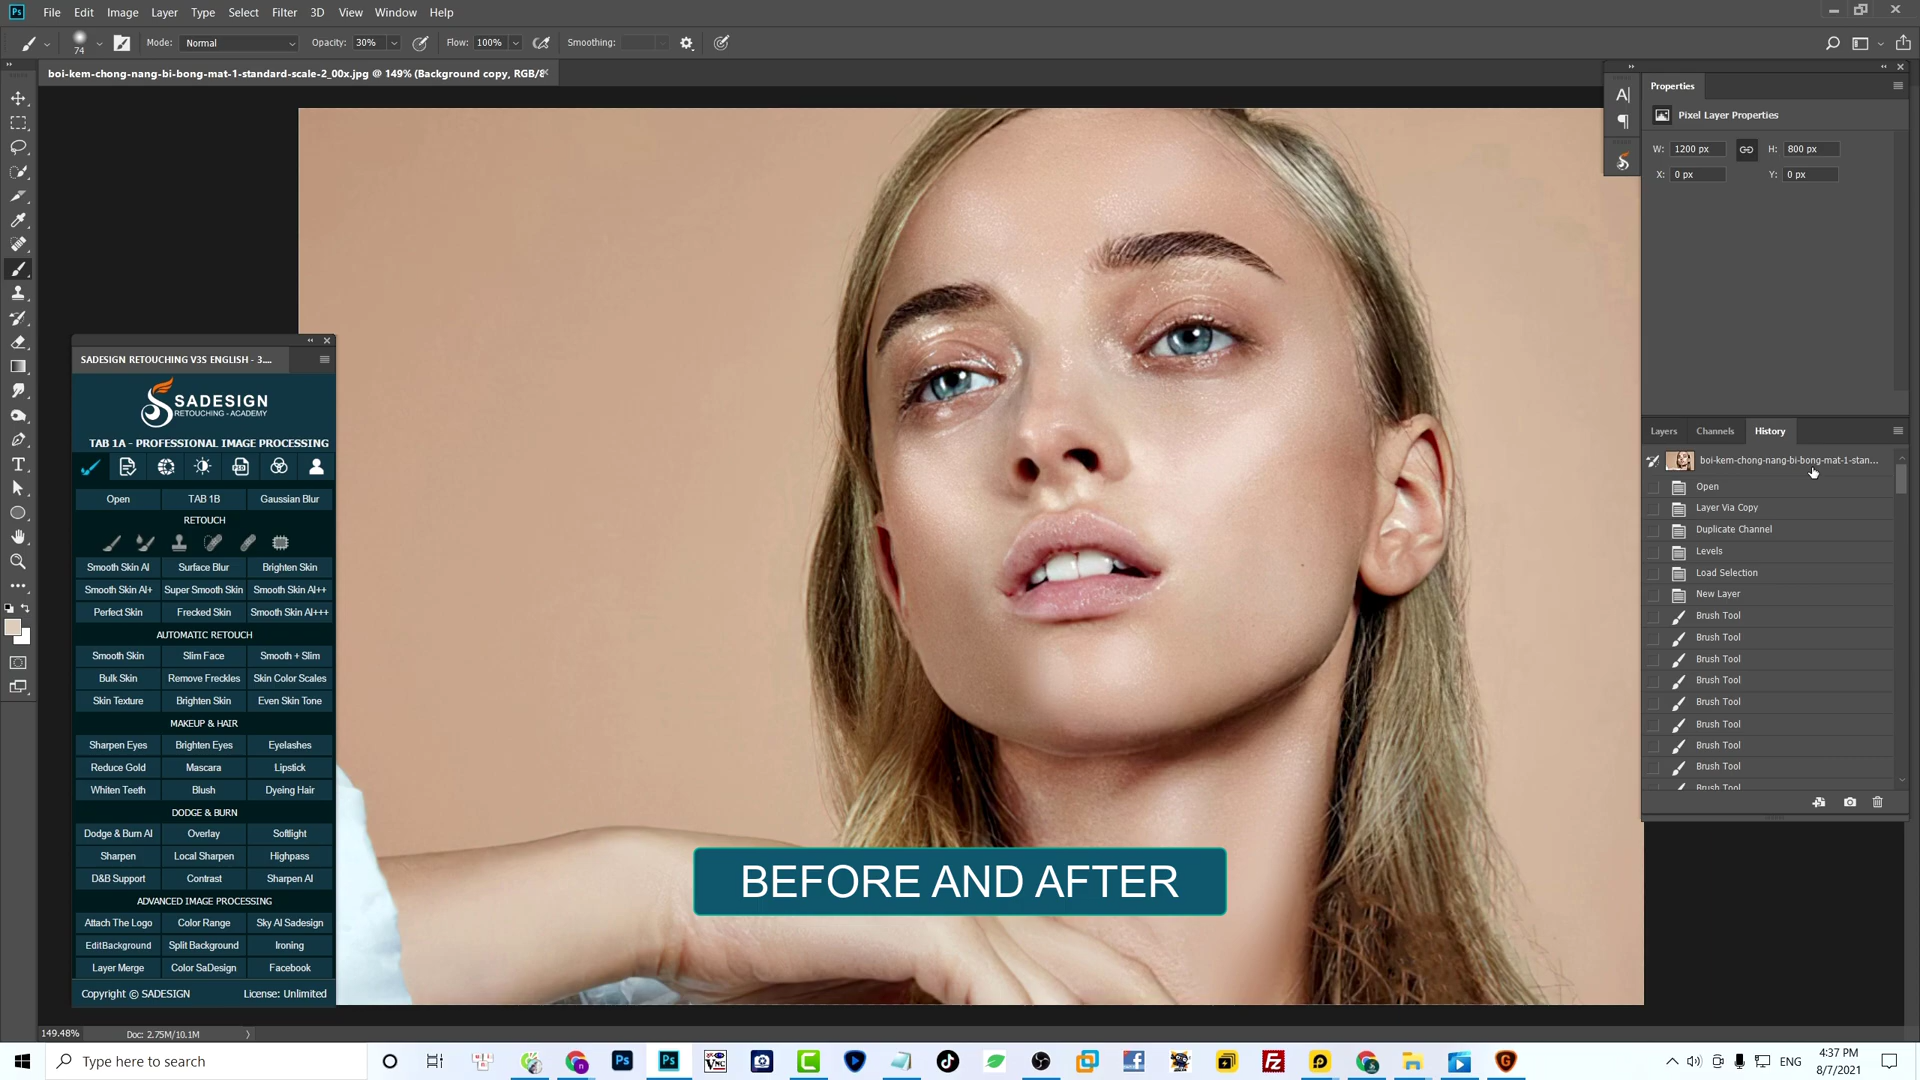 Ps File Edit Image Layer Type Select Filter 3D View Window Help
74 Mode: Normal Opacity: 30% Flow: 100% Smoothing:
boi-kem-chong-nang-bi-bong-mat-1-standard-scale-2_00x.jpg @ 149% (Background copy, RGB/8
Properties
Pixel Layer Properties
W: 1200 px H: 800 px
X: 0 px Y: 0 px
SADESIGN RETOUCHING V3S ENGLISH - 3....
SADESIGN
RETOUCHING - ACADEMY
TAB 1A - PROFESSIONAL IMAGE PROCESSING
Open TAB 1B Gaussian Blur
RETOUCH
Smooth Skin AI Surface Blur Brighten Skin
Smooth Skin AI+ Super Smooth Skin Smooth Skin AI++
Perfect Skin Frecked Skin Smooth Skin AI+++
AUTOMATIC RETOUCH
Smooth Skin Slim Face Smooth + Slim
Bulk Skin Remove Freckles Skin Color Scales
Skin Texture Brighten Skin Even Skin Tone
MAKEUP & HAIR
Sharpen Eyes Brighten Eyes Eyelashes
Reduce Gold Mascara Lipstick
Whiten Teeth Blush Dyeing Hair
DODGE & BURN
Dodge & Burn AI Overlay Softlight
Sharpen Local Sharpen Highpass
D&B Support Contrast Sharpen AI
ADVANCED IMAGE PROCESSING
Attach The Logo Color Range Sky AI Sadesign
EditBackground Split Background Ironing
Layer Merge Color SaDesign Facebook
Copyright © SADESIGN License: Unlimited
Layers Channels History
boi-kem-chong-nang-bi-bong-mat-1-stan...
Open
Layer Via Copy
Duplicate Channel
Levels
Load Selection
New Layer
Brush Tool
Brush Tool
Brush Tool
Brush Tool
Brush Tool
Brush Tool
Brush Tool
Brush Tool
Brush Tool
BEFORE AND AFTER
149.48% Doc: 2.75M/10.1M
Type here to search
ENG
4:37 PM
8/7/2021